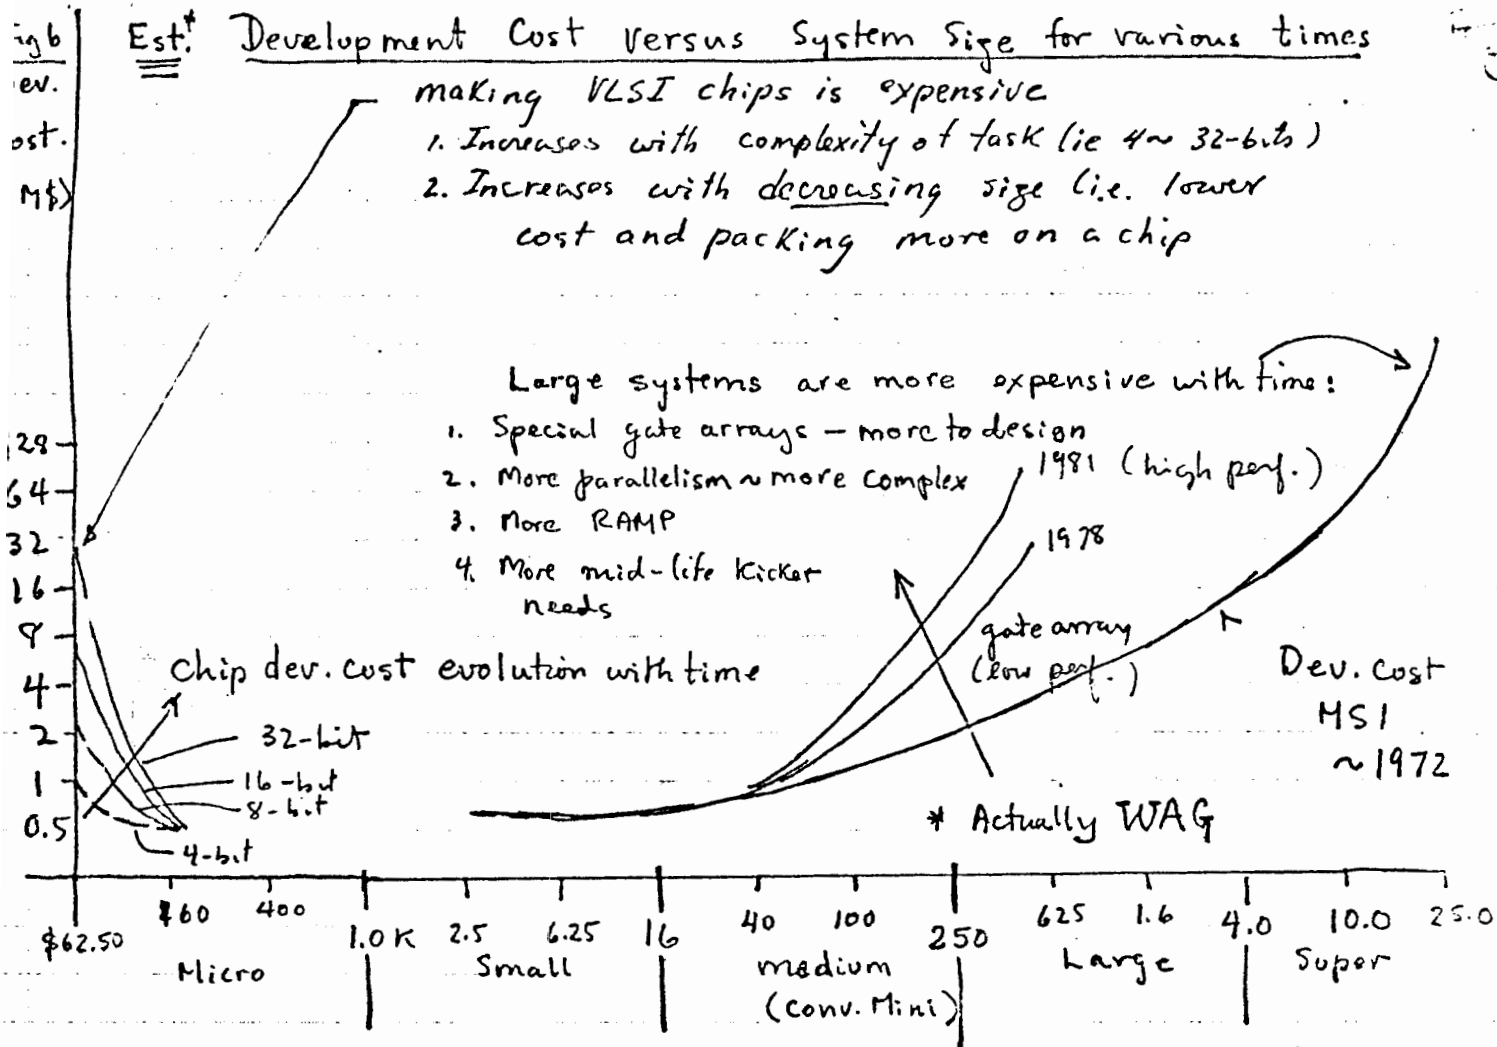 ig 6
ev.
ost.
M$)
Est.* Development Cost Versus System Size for various times
making VLSI chips is expensive
1. Increases with complexity of task (ie 4~ 32-bits)
2. Increases with decreasing size (i.e. lower
cost and packing more on a chip
Large systems are more expensive with time:
1. Special gate arrays – more to design
2. More parallelism ~ more complex
3. More RAMP
4. More mid-life kicker
needs
1981 (high perf.)
1978
gate array
(low perf.)
Dev. Cost
MSI
~1972
* Actually WAG
Chip dev. cost evolution with time
32-bit
16-bit
8-bit
4-bit
128
64
32
16
8
4
2
1
0.5
$62.50 160 400 1.0K 2.5 6.25 16 40 100 250 625 1.6 4.0 10.0 25.0
Micro Small medium Large Super
(Conv. Mini)